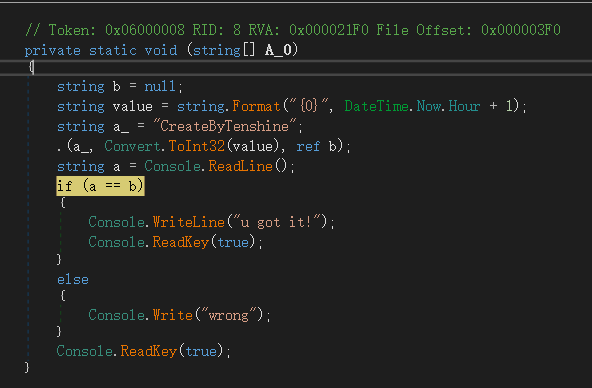 // Token: 0x06000008 RID: 8 RVA: 0x000021F0 File Offset: 0x000003F0
private static void (string[] A_0)
{
string b = null;
string value = string.Format("{0}", DateTime.Now.Hour + 1);
string a_ = "CreateByTenshine";
.(a_, Convert.ToInt32(value), ref b);
string a = Console.ReadLine();
if (a == b)
{
Console.WriteLine("u got it!");
Console.ReadKey(true);
}
else
{
Console.Write("wrong");
}
Console.ReadKey(true);
}